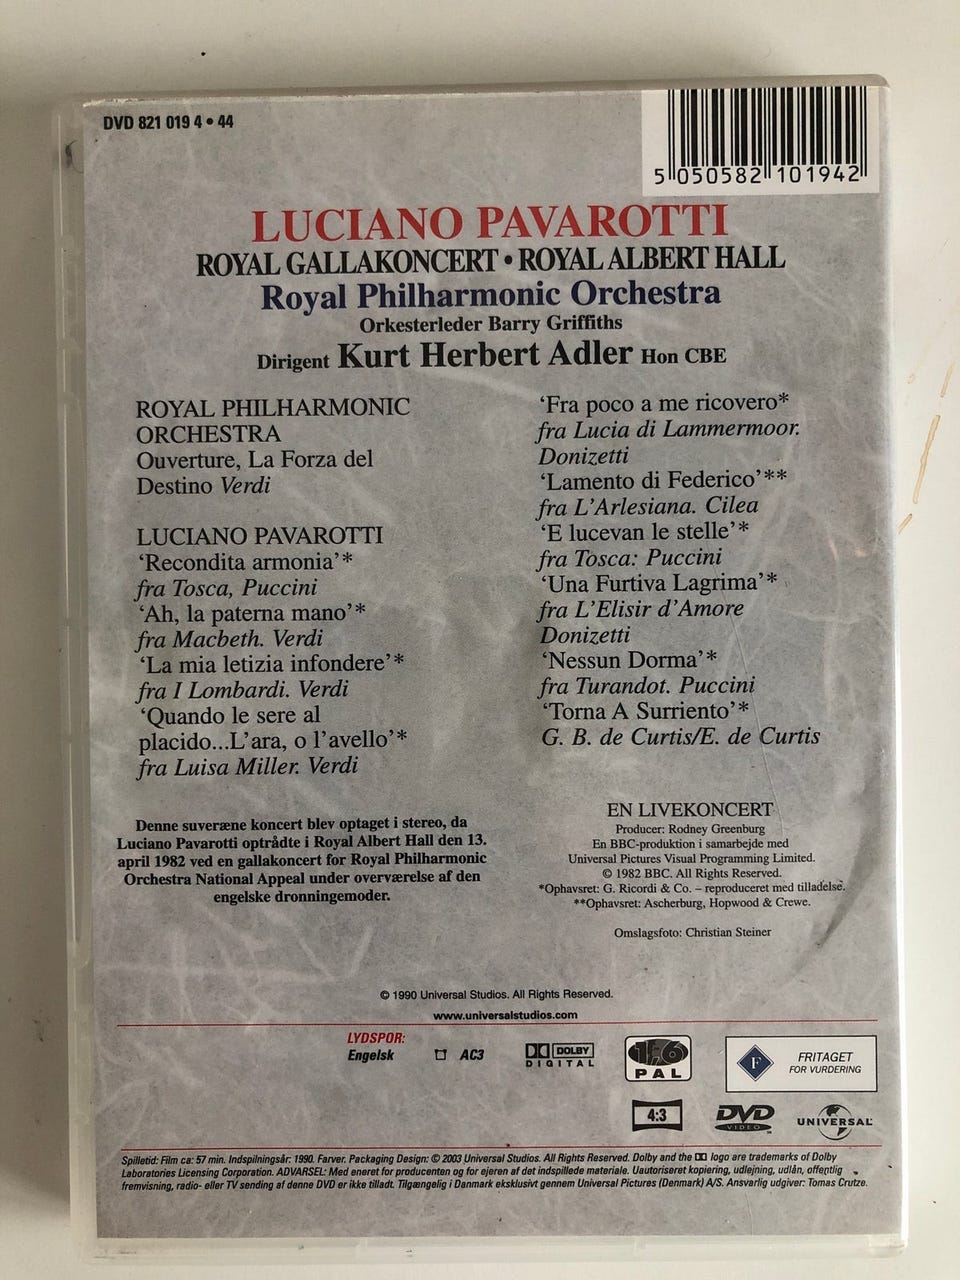 DVD 821 019 4 • 44
5 050582 101942
LUCIANO PAVAROTTI
ROYAL GALLAKONCERT • ROYAL ALBERT HALL
Royal Philharmonic Orchestra
Orkesterleder Barry Griffiths
Dirigent Kurt Herbert Adler Hon CBE
ROYAL PHILHARMONIC
ORCHESTRA
Ouverture, La Forza del
Destino Verdi
LUCIANO PAVAROTTI
‘Recondita armonia’*
fra Tosca, Puccini
‘Ah, la paterna mano’*
fra Macbeth. Verdi
‘La mia letizia infondere’*
fra I Lombardi. Verdi
‘Quando le sere al
placido...L’ara, o l’avello’*
fra Luisa Miller. Verdi
‘Fra poco a me ricovero*
fra Lucia di Lammermoor.
Donizetti
‘Lamento di Federico’**
fra L’Arlesiana. Cilea
‘E lucevan le stelle’*
fra Tosca: Puccini
‘Una Furtiva Lagrima’*
fra L’Elisir d’Amore
Donizetti
‘Nessun Dorma’*
fra Turandot. Puccini
‘Torna A Surriento’*
G. B. de Curtis/E. de Curtis
Denne suveræne koncert blev optaget i stereo, da
Luciano Pavarotti optrådte i Royal Albert Hall den 13.
april 1982 ved en gallakoncert for Royal Philharmonic
Orchestra National Appeal under overværelse af den
engelske dronningemoder.
EN LIVEKONCERT
Producer: Rodney Greenburg
En BBC-produktion i samarbejde med
Universal Pictures Visual Programming Limited.
© 1982 BBC. All Rights Reserved.
*Ophavsret: G. Ricordi & Co. – reproduceret med tilladelse.
**Ophavsret: Ascherburg, Hopwood & Crewe.
Omslagsfoto: Christian Steiner
© 1990 Universal Studios. All Rights Reserved.
www.universalstudios.com
LYDSPOR:
Engelsk AC3
DOLBY
DIGITAL
PAL
F
FRITAGET
FOR VURDERING
4:3
DVD
VIDEO
UNIVERSAL
Spilletid: Film ca: 57 min. Indspilningsår: 1990. Farver. Packaging Design: © 2003 Universal Studios. All Rights Reserved. Dolby and the DD logo are trademarks of Dolby
Laboratories Licensing Corporation. ADVARSEL: Med eneret for producenten og for ejeren af det indspillede materiale. Uautoriseret kopiering, udlejning, udlån, offentlig
fremvisning, radio- eller TV sending af denne DVD er ikke tilladt. Tilgængelig i Danmark eksklusivt gennem Universal Pictures (Denmark) A/S. Ansvarlig udgiver: Tomas Crutze.